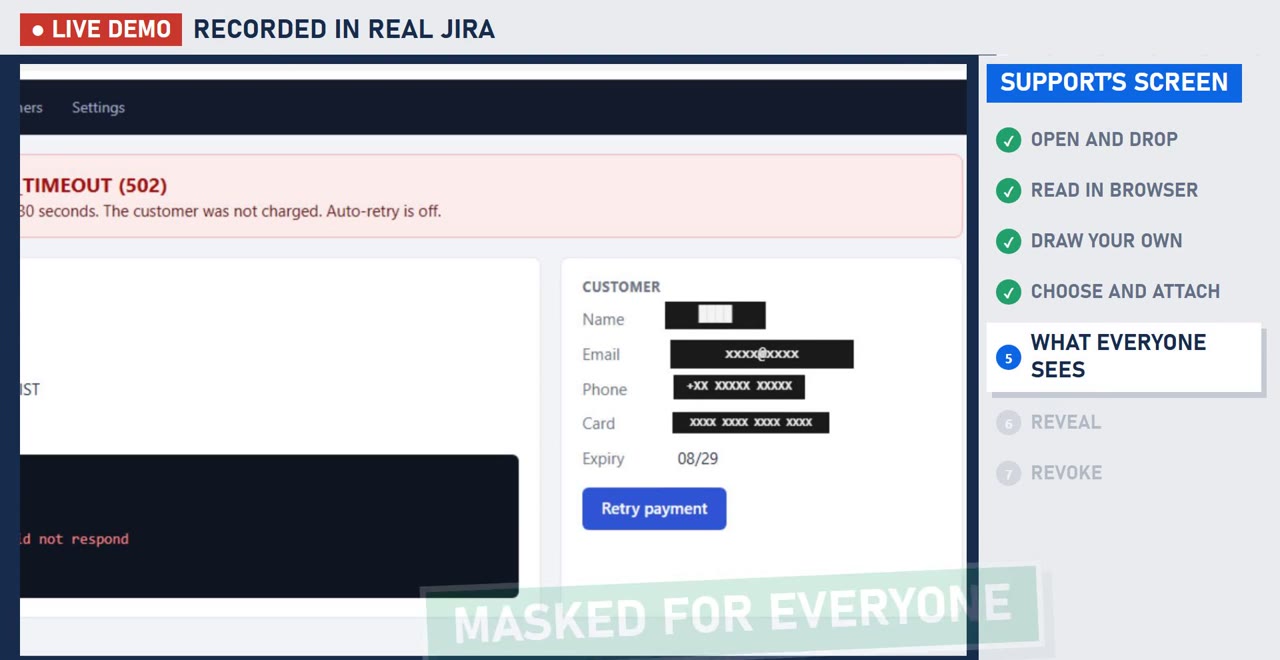 LIVE DEMO RECORDED IN REAL JIRA
SUPPORT'S SCREEN
OPEN AND DROP
READ IN BROWSER
DRAW YOUR OWN
CHOOSE AND ATTACH
5 WHAT EVERYONE
SEES
6 REVEAL
7 REVOKE
Settings
TIMEOUT (502)
30 seconds. The customer was not charged. Auto-retry is off.
CUSTOMER
Name
Email xxxx@xxxx
Phone +XX XXXXX XXXXX
Card XXXX XXXX XXXX XXXX
Expiry 08/29
Retry payment
not respond
MASKED FOR EVERYONE